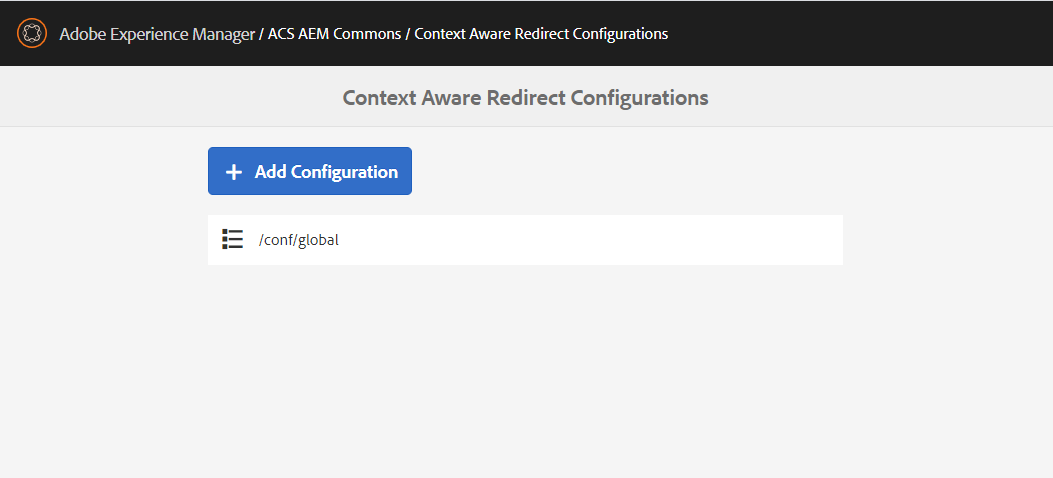 Adobe Experience Manager / ACS AEM Commons / Context Aware Redirect Configurations
Context Aware Redirect Configurations
Add Configuration
/conf/global